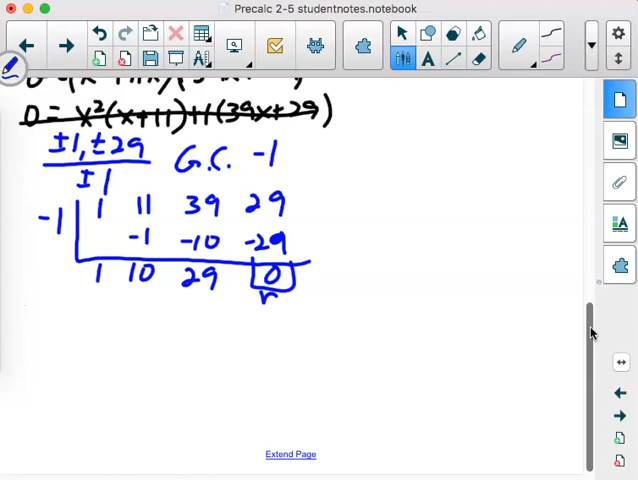 Precalc 2-5 studentnotes.notebook
0 = x²(x+11)+1(39x+29)
±1, ±29
±1
G.C. -1
-1 1 11 39 29
-1 -10 -29
1 10 29 0
r
Extend Page